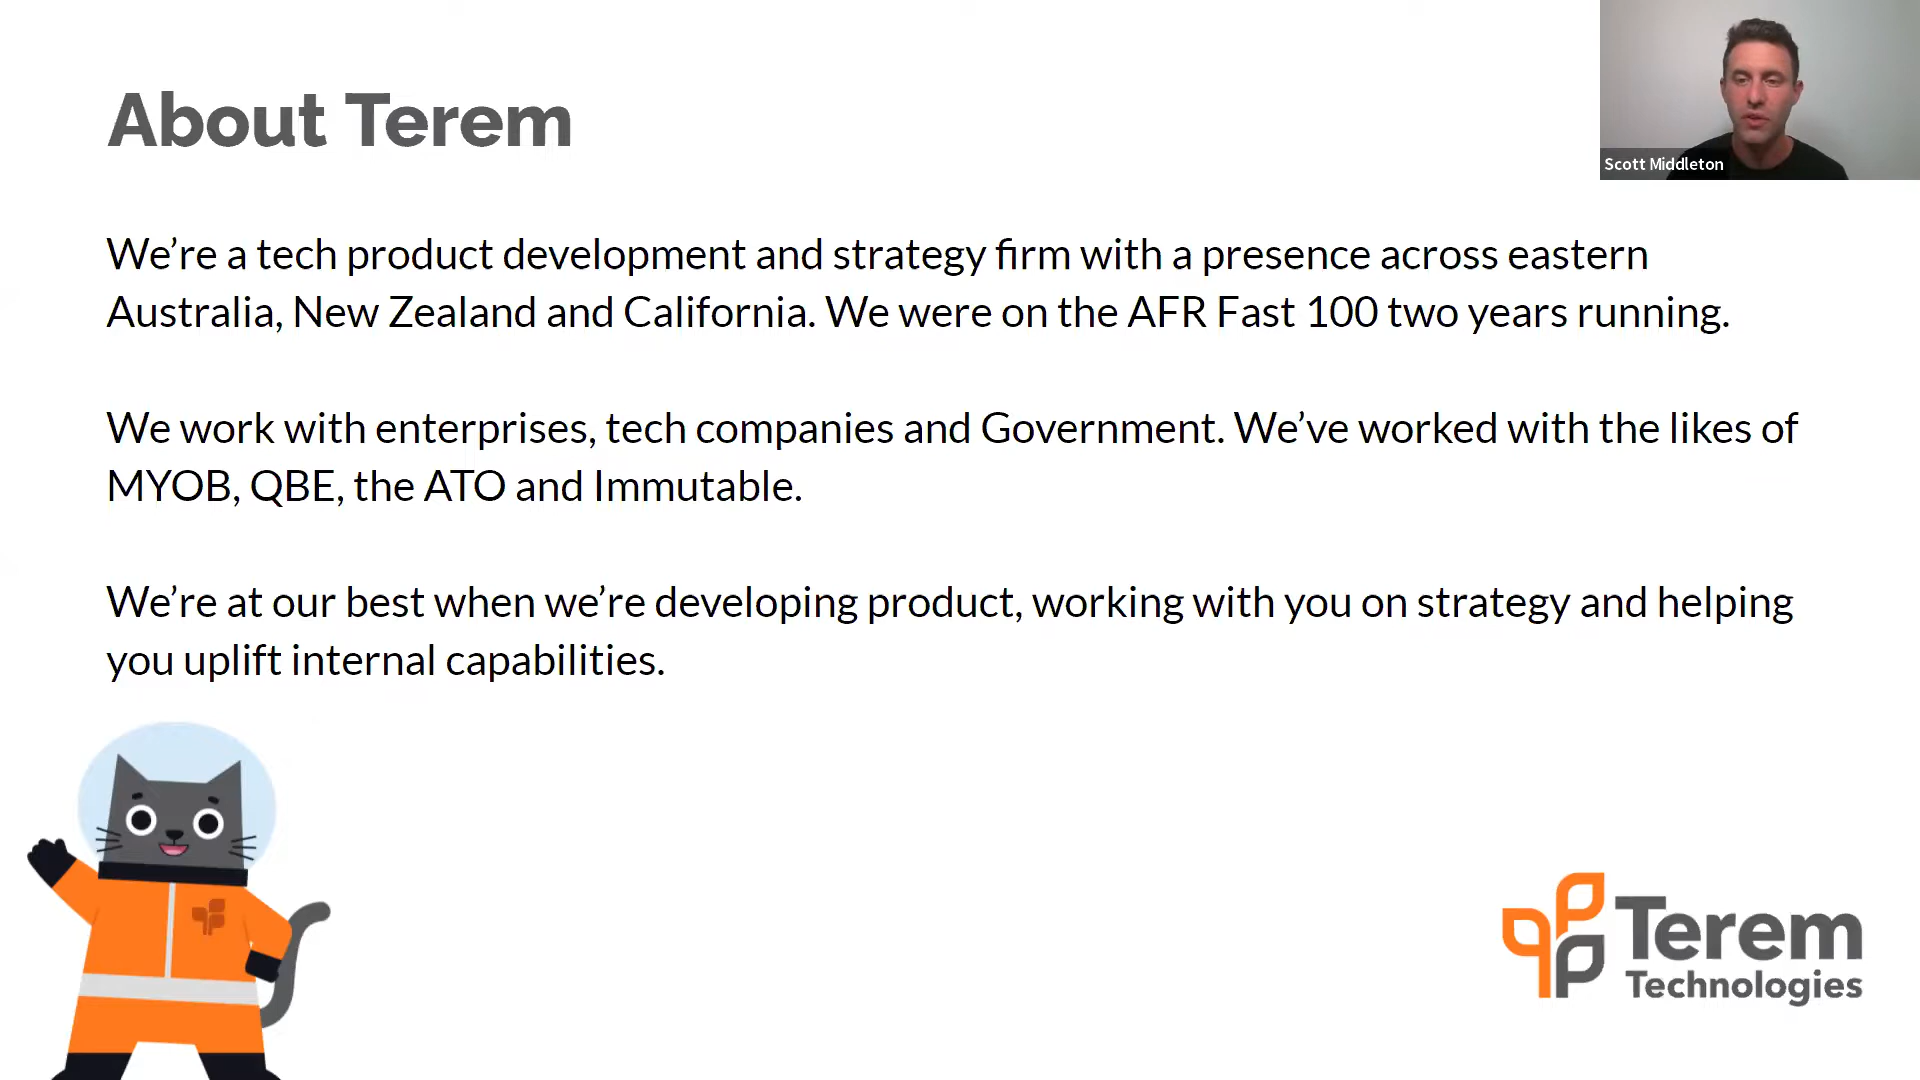 About Terem
Scott Middleton
We’re a tech product development and strategy firm with a presence across eastern
Australia, New Zealand and California. We were on the AFR Fast 100 two years running.
We work with enterprises, tech companies and Government. We’ve worked with the likes of
MYOB, QBE, the ATO and Immutable.
We’re at our best when we’re developing product, working with you on strategy and helping
you uplift internal capabilities.
Terem
Technologies